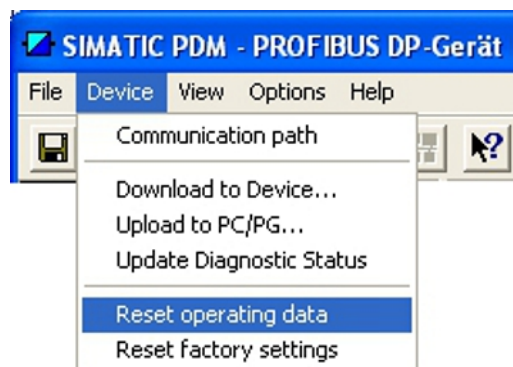 SIMATIC PDM - PROFIBUS DP-Gerät
File Device View Options Help
Communication path
Download to Device...
Upload to PC/PG...
Update Diagnostic Status
Reset operating data
Reset factory settings